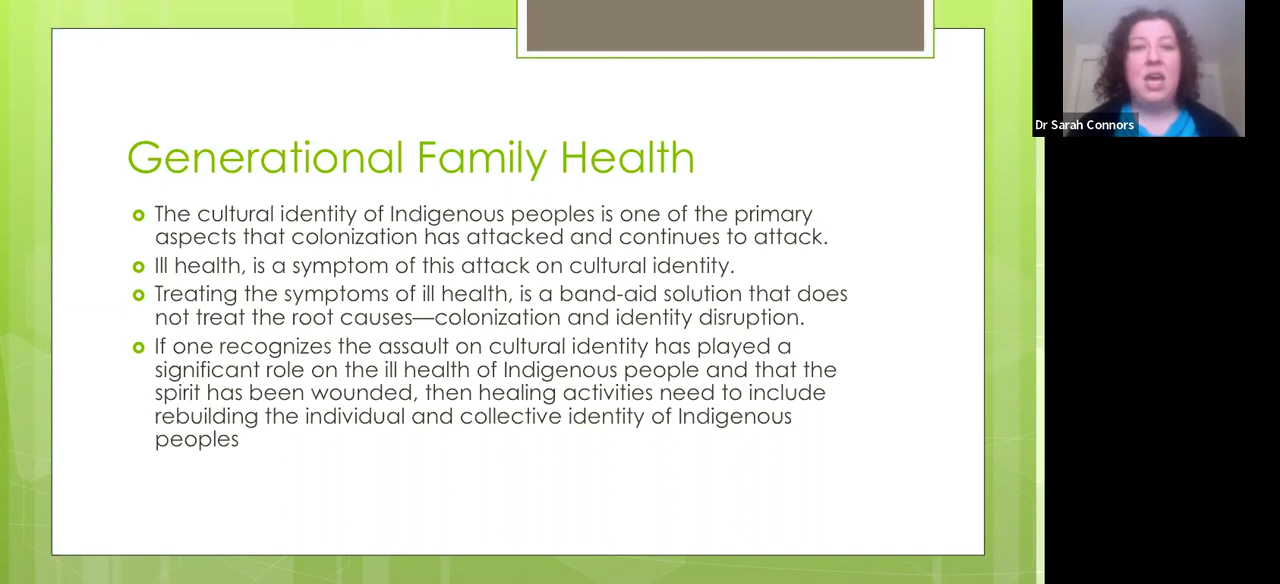 Generational Family Health
The cultural identity of Indigenous peoples is one of the primary
aspects that colonization has attacked and continues to attack.
Ill health, is a symptom of this attack on cultural identity.
Treating the symptoms of ill health, is a band-aid solution that does
not treat the root causes—colonization and identity disruption.
If one recognizes the assault on cultural identity has played a
significant role on the ill health of Indigenous people and that the
spirit has been wounded, then healing activities need to include
rebuilding the individual and collective identity of Indigenous
peoples
Dr Sarah Connors